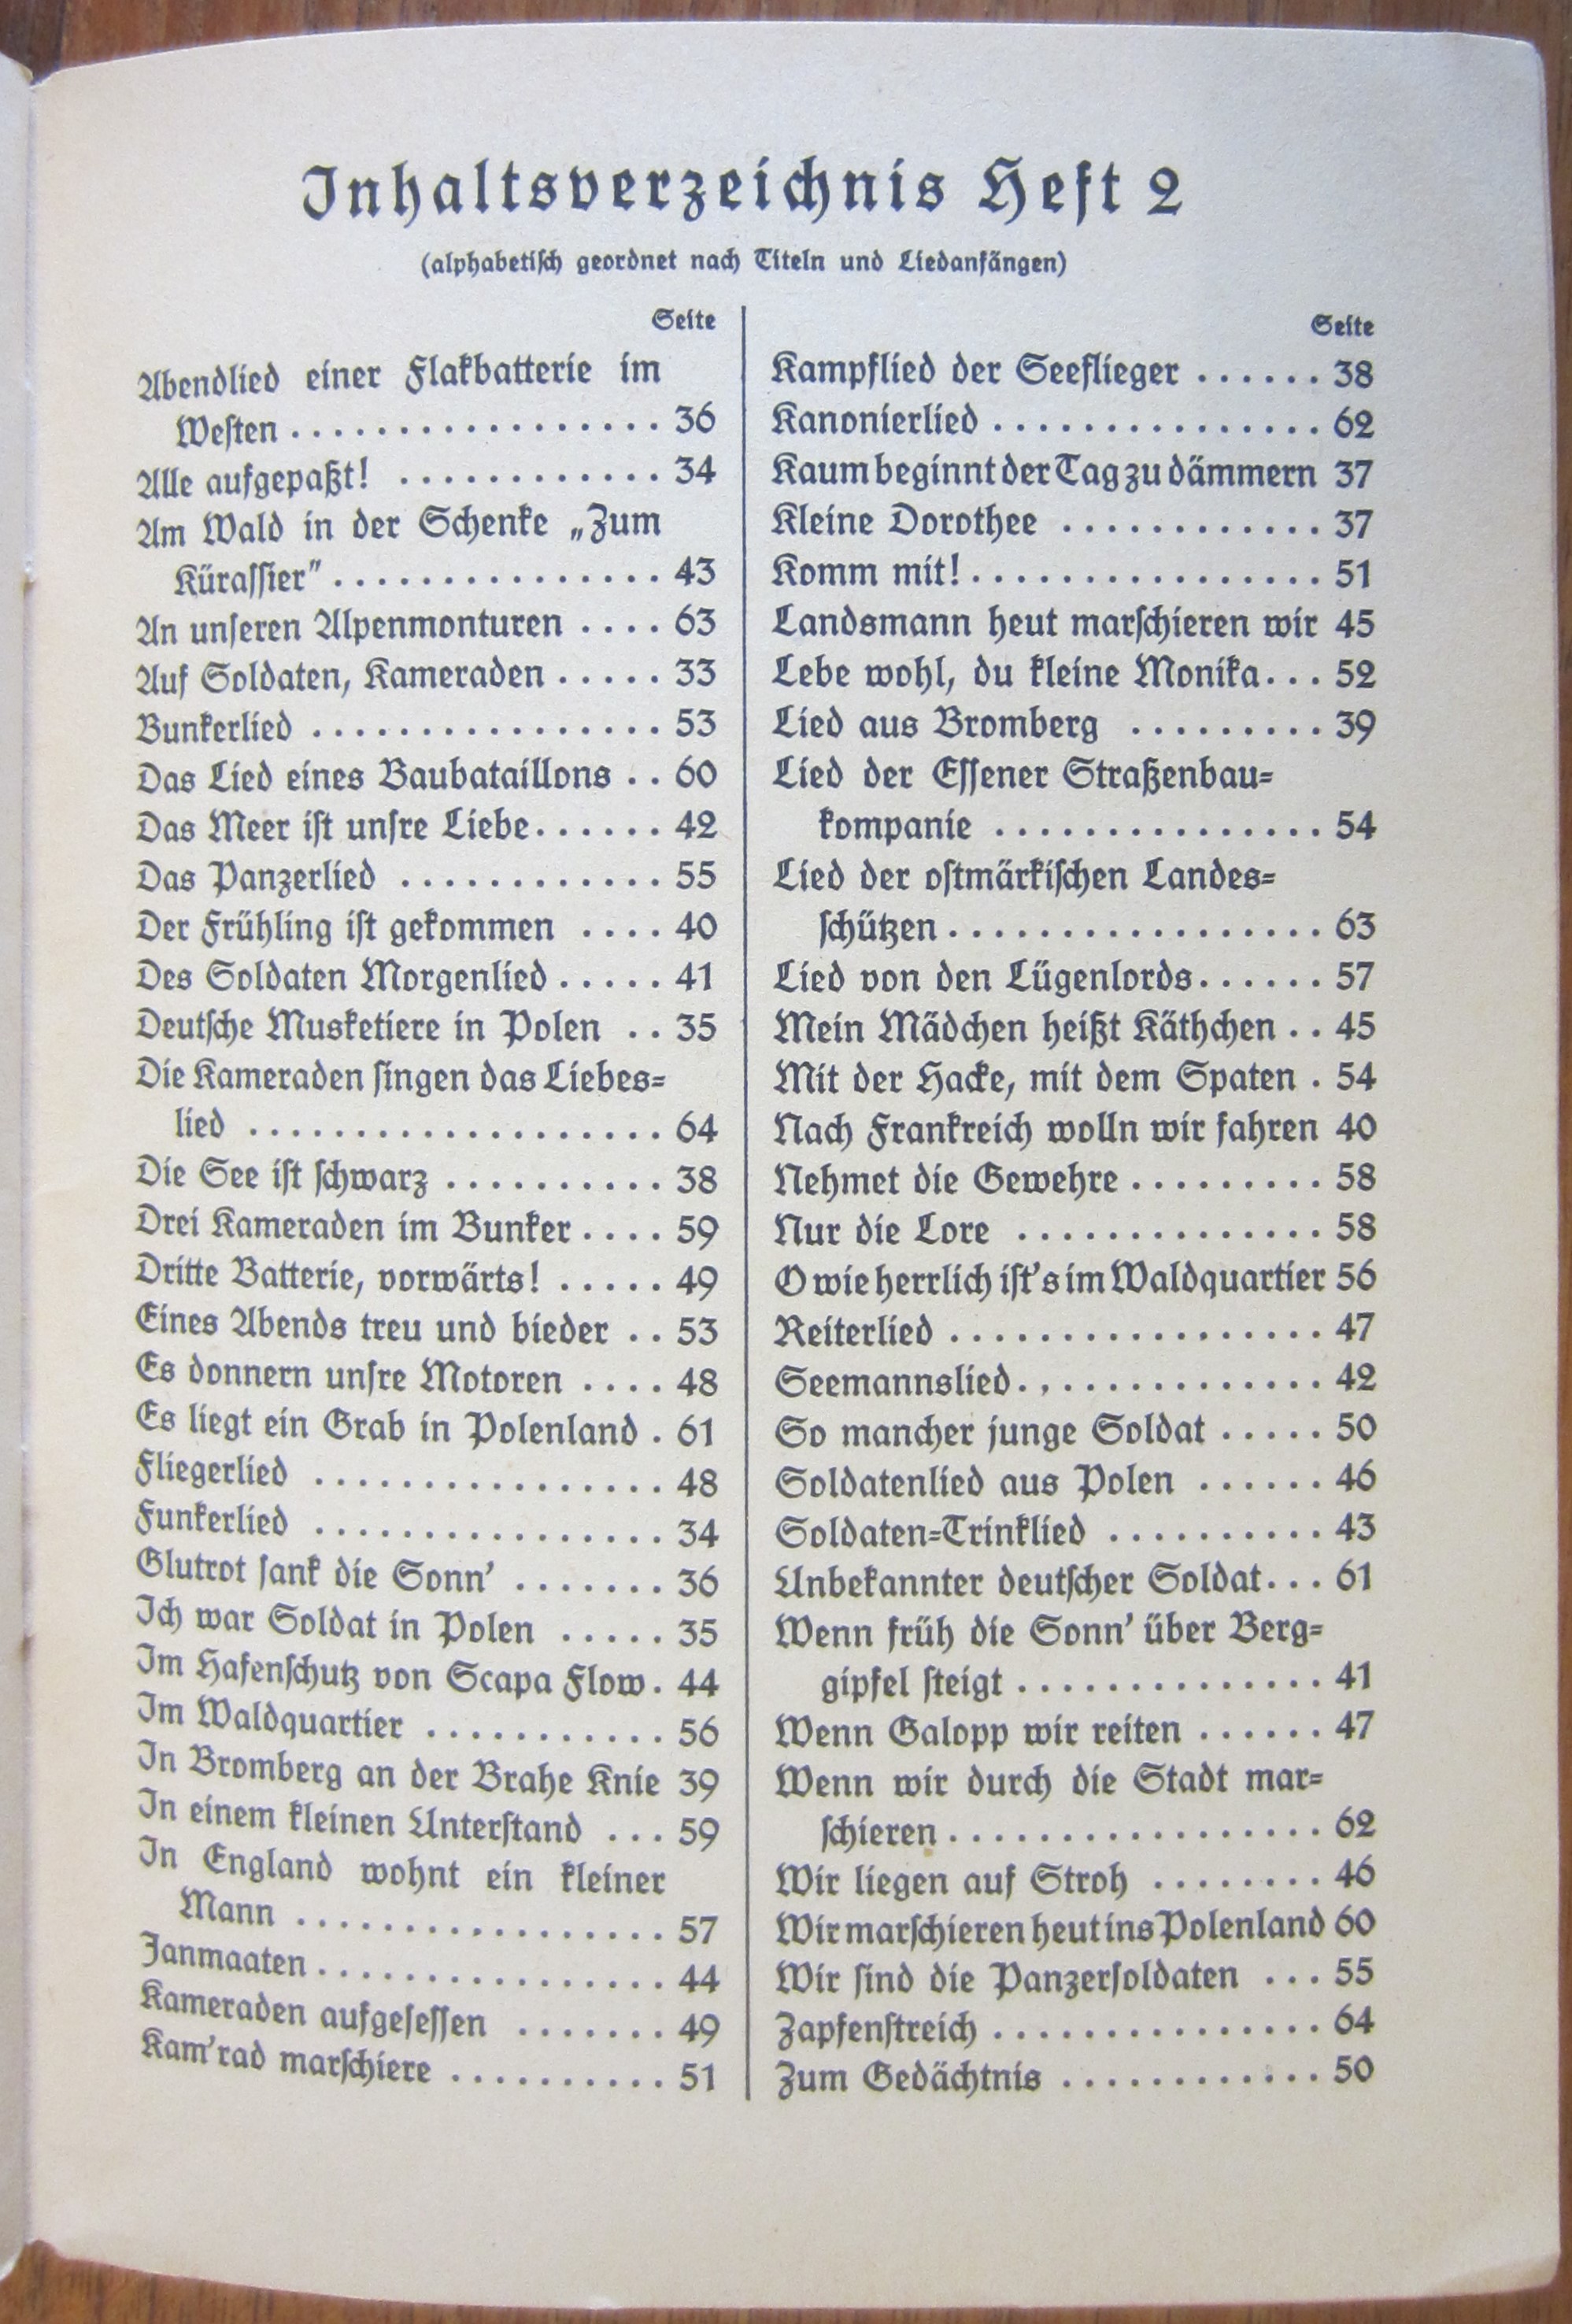 Inhaltsverzeichnis Heft 2
(alphabetisch geordnet nach Titeln und Liedanfängen)
Seite
Abendlied einer Flakbatterie im
Westen ................. 36
Alle aufgepaßt! ............ 34
Am Wald in der Schenke „Zum
Kürassier" ............... 43
An unseren Alpenmonturen .... 63
Auf Soldaten, Kameraden ..... 33
Bunkerlied ................ 53
Das Lied eines Baubataillons .. 60
Das Meer ist unsre Liebe...... 42
Das Panzerlied ............ 55
Der Frühling ist gekommen .... 40
Des Soldaten Morgenlied ..... 41
Deutsche Musketiere in Polen .. 35
Die Kameraden singen das Liebes=
lied ................... 64
Die See ist schwarz .......... 38
Drei Kameraden im Bunker .... 59
Dritte Batterie, vorwärts! ..... 49
Eines Abends treu und bieder .. 53
Es donnern unsre Motoren .... 48
Es liegt ein Grab in Polenland . 61
Fliegerlied ................ 48
Funkerlied ................ 34
Glutrot sank die Sonn' ....... 36
Ich war Soldat in Polen ..... 35
Im Hafenschutz von Scapa Flow . 44
Im Waldquartier ........... 56
In Bromberg an der Brahe Knie 39
In einem kleinen Unterstand ... 59
In England wohnt ein kleiner
Mann ................. 57
Janmaaten ................ 44
Kameraden aufgesessen ....... 49
Kam'rad marschiere .......... 51
Seite
Kampflied der Seeflieger ...... 38
Kanonierlied ............... 62
Kaum beginnt der Tag zu dämmern 37
Kleine Dorothee ............ 37
Komm mit! ................ 51
Landsmann heut marschieren wir 45
Lebe wohl, du kleine Monika... 52
Lied aus Bromberg ......... 39
Lied der Essener Straßenbau=
kompanie ............... 54
Lied der ostmärkischen Landes=
schützen ................. 63
Lied von den Lügenlords...... 57
Mein Mädchen heißt Käthchen .. 45
Mit der Hacke, mit dem Spaten . 54
Nach Frankreich wolln wir fahren 40
Nehmet die Gewehre ......... 58
Nur die Lore .............. 58
O wie herrlich ist's im Waldquartier 56
Reiterlied ................. 47
Seemannslied .............. 42
So mancher junge Soldat ..... 50
Soldatenlied aus Polen ...... 46
Soldaten=Trinklied .......... 43
Unbekannter deutscher Soldat... 61
Wenn früh die Sonn' über Berg=
gipfel steigt .............. 41
Wenn Galopp wir reiten ...... 47
Wenn wir durch die Stadt mar=
schieren ................. 62
Wir liegen auf Stroh ........ 46
Wir marschieren heut ins Polenland 60
Wir sind die Panzersoldaten ... 55
Zapfenstreich ............... 64
Zum Gedächtnis ............ 50